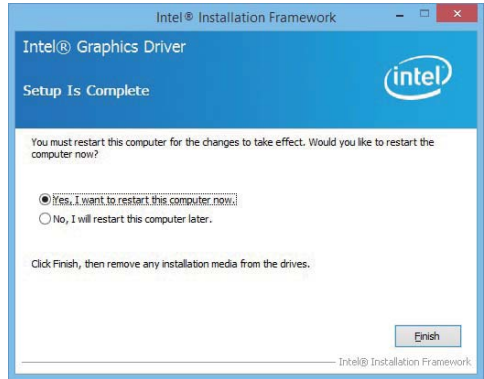 Intel® Installation Framework
Intel® Graphics Driver
Setup Is Complete
intel
You must restart this computer for the changes to take effect. Would you like to restart the
computer now?
Yes, I want to restart this computer now.
No, I will restart this computer later.
Click Finish, then remove any installation media from the drives.
Finish
Intel® Installation Framework